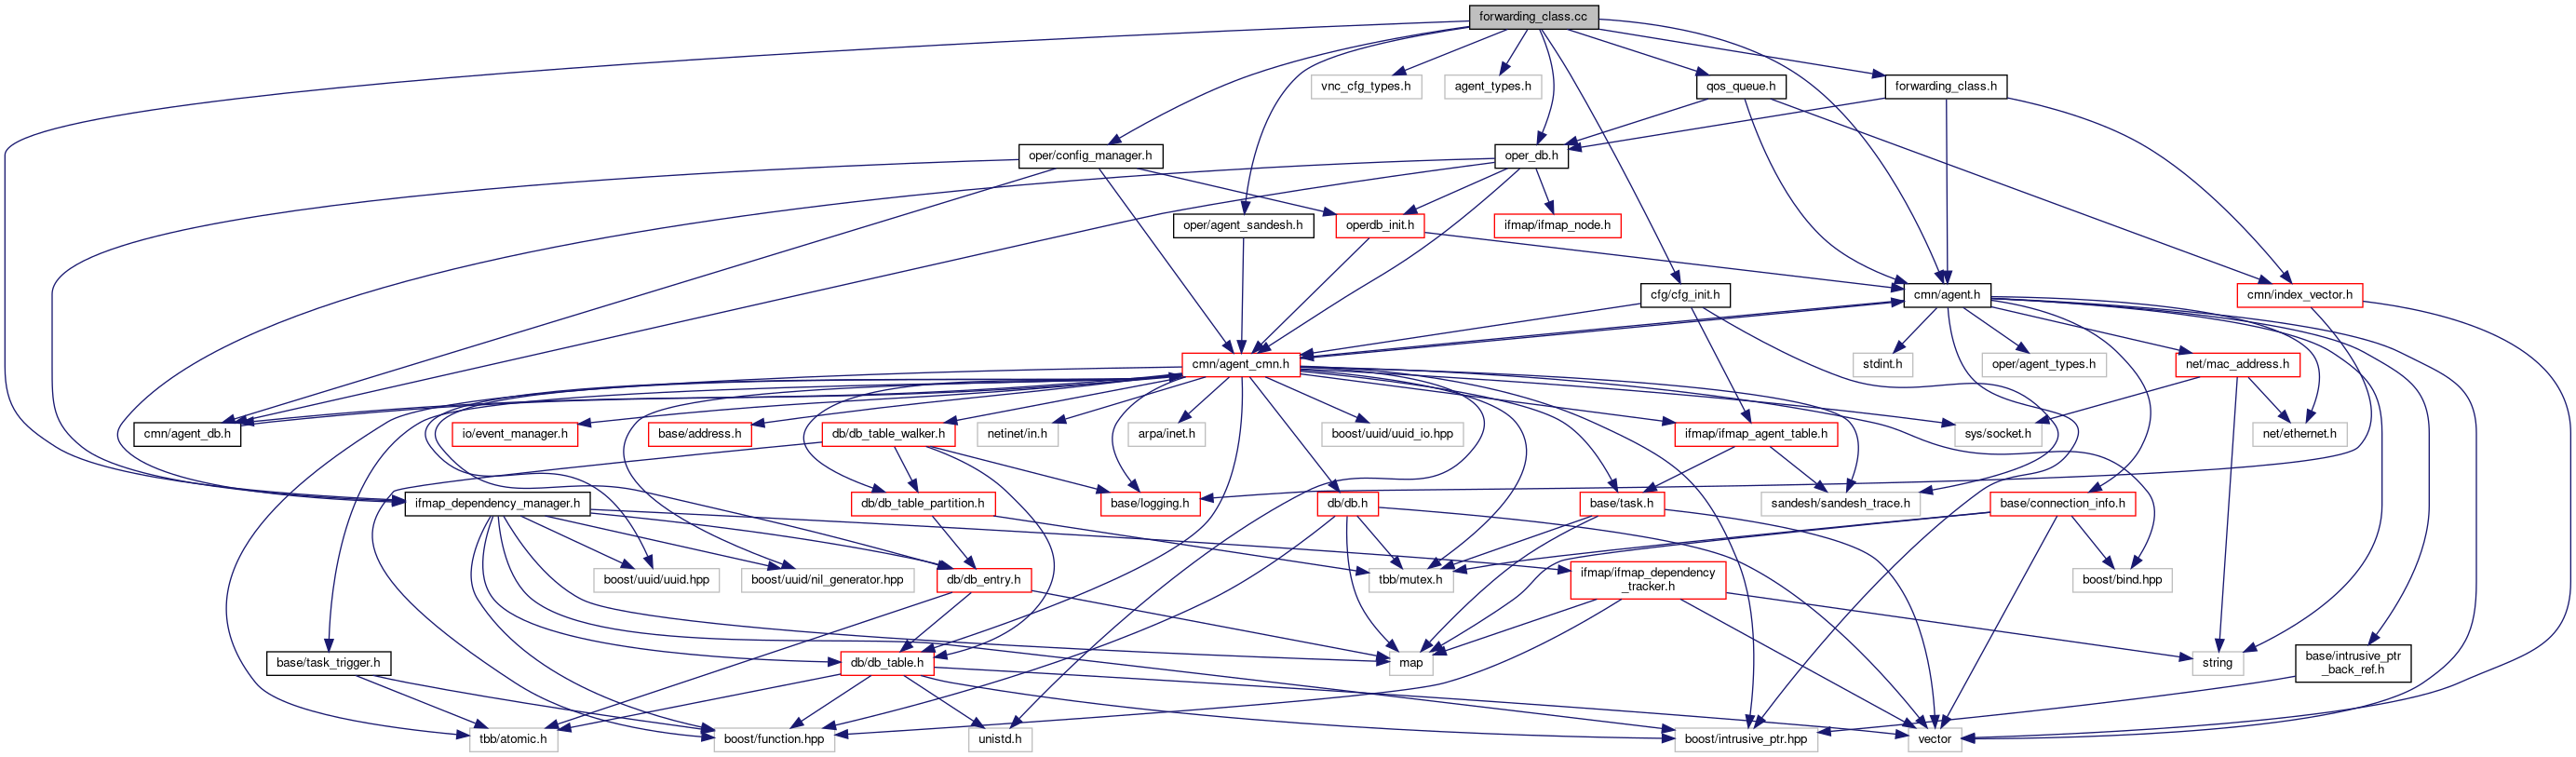 forwarding_class.cc
vnc_cfg_types.h
agent_types.h
qos_queue.h
forwarding_class.h
oper/config_manager.h
oper_db.h
oper/agent_sandesh.h
operdb_init.h
ifmap/ifmap_node.h
cfg/cfg_init.h
cmn/agent.h
cmn/index_vector.h
cmn/agent_cmn.h
stdint.h
oper/agent_types.h
net/mac_address.h
cmn/agent_db.h
io/event_manager.h
base/address.h
db/db_table_walker.h
netinet/in.h
arpa/inet.h
boost/uuid/uuid_io.hpp
ifmap/ifmap_agent_table.h
sys/socket.h
net/ethernet.h
ifmap_dependency_manager.h
db/db_table_partition.h
base/logging.h
db/db.h
base/task.h
sandesh/sandesh_trace.h
base/connection_info.h
boost/uuid/uuid.hpp
boost/uuid/nil_generator.hpp
db/db_entry.h
tbb/mutex.h
ifmap/ifmap_dependency
_tracker.h
boost/bind.hpp
base/task_trigger.h
db/db_table.h
map
string
base/intrusive_ptr
_back_ref.h
tbb/atomic.h
boost/function.hpp
unistd.h
boost/intrusive_ptr.hpp
vector